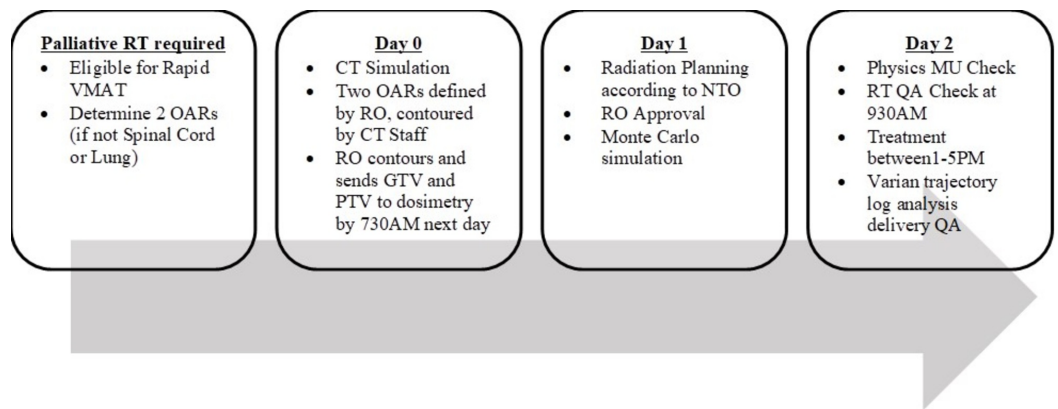 Palliative RT required
• Eligible for Rapid
VMAT
• Determine 2 OARs
(if not Spinal Cord
or Lung)
Day 0
• CT Simulation
• Two OARs defined
by RO, contoured
by CT Staff
• RO contours and
sends GTV and
PTV to dosimetry
by 730AM next day
Day 1
• Radiation Planning
according to NTO
• RO Approval
• Monte Carlo
simulation
Day 2
• Physics MU Check
• RT QA Check at
930AM
• Treatment
between1-5PM
• Varian trajectory
log analysis
delivery QA